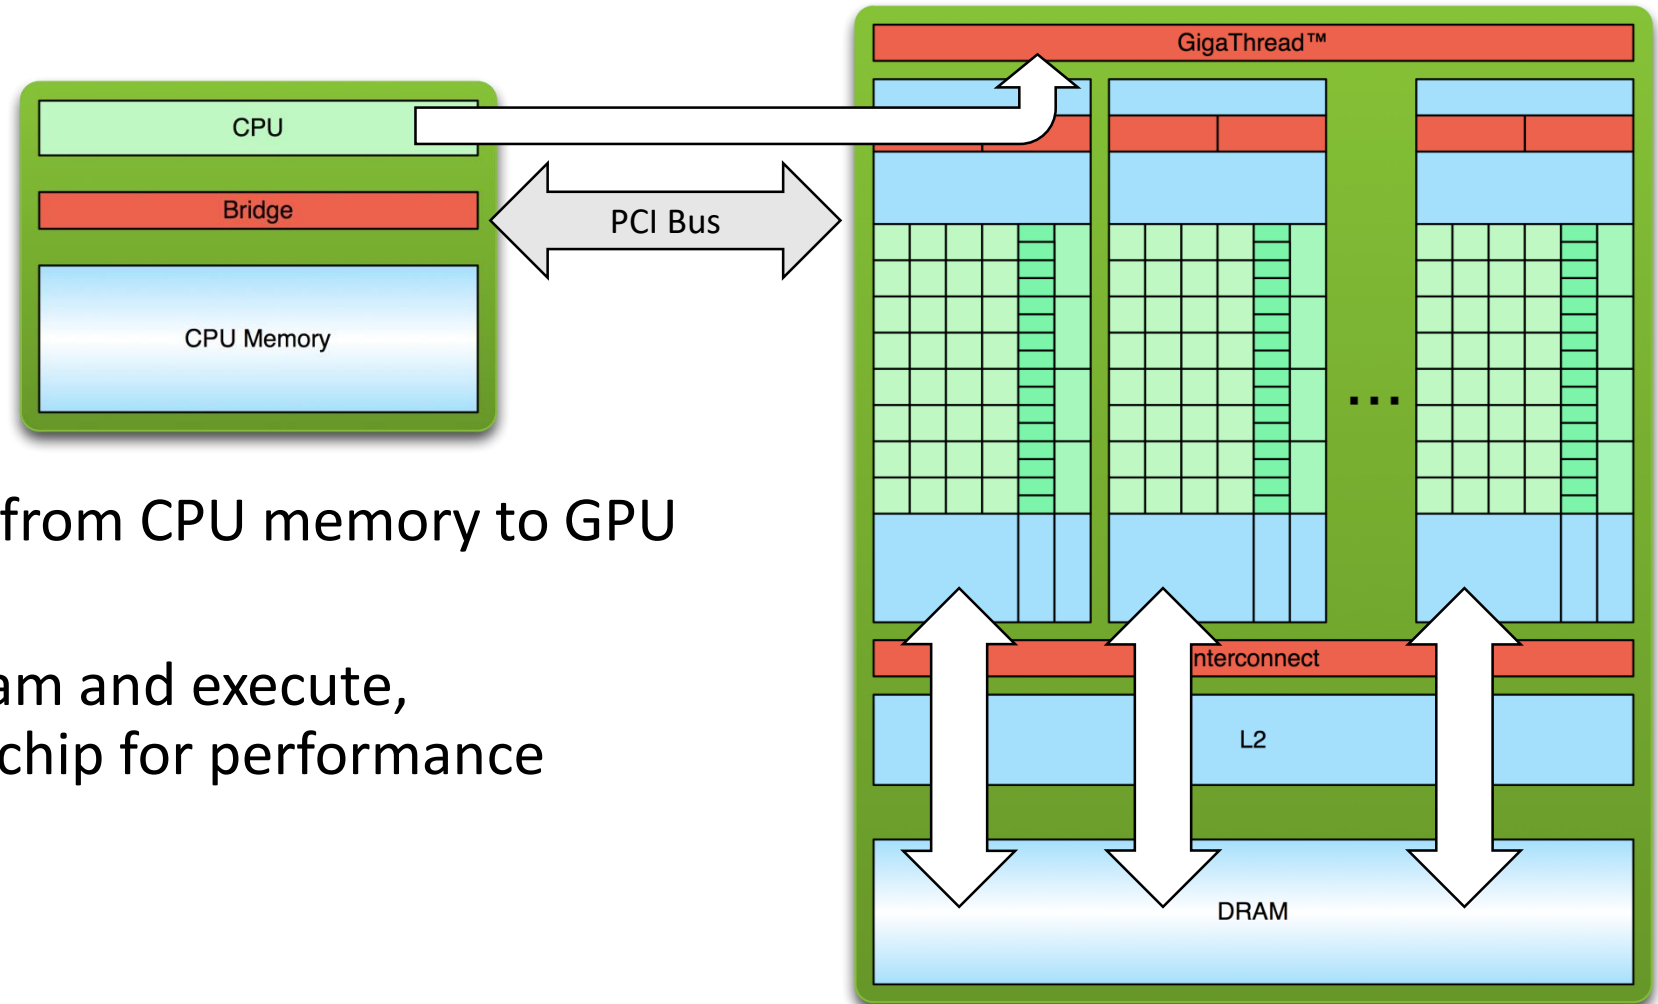 GigaThread™
CPU
Bridge
PCI Bus
CPU Memory
...
from CPU memory to GPU
am and execute,
chip for performance
nterconnect
L2
DRAM